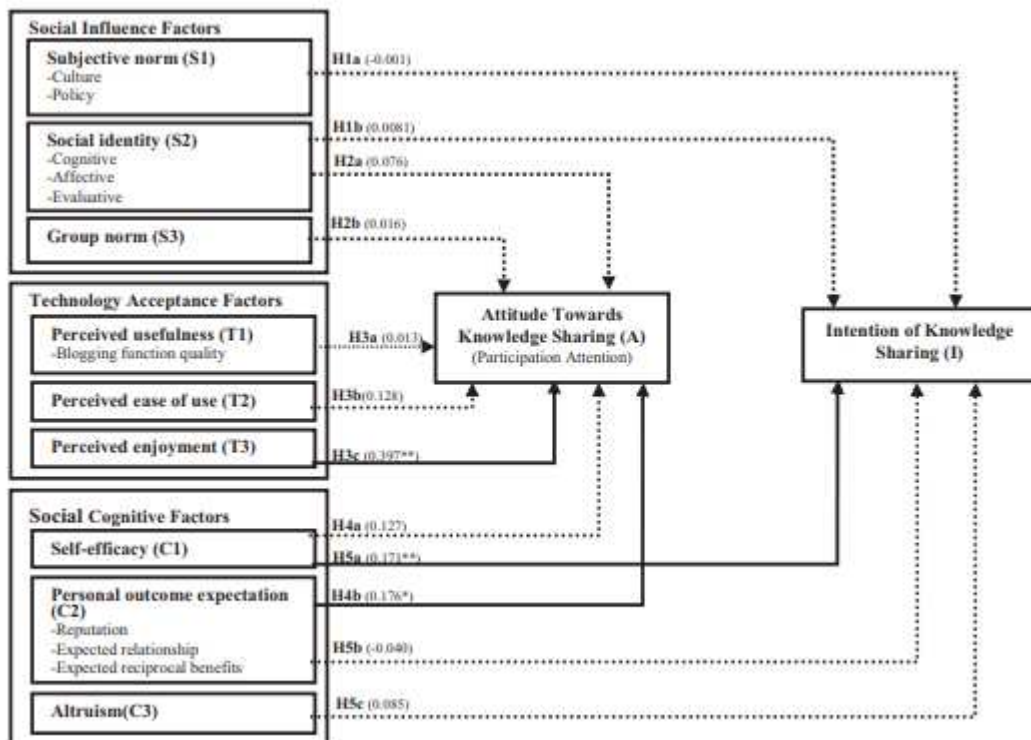 Social Influence Factors
Subjective norm (S1)
-Culture
-Policy
Social identity (S2)
-Cognitive
-Affective
-Evaluative
Group norm (S3)
H1a (-0.001)
H1b (0.0081)
H2a (0.076)
H2b (0.016)
Technology Acceptance Factors
Perceived usefulness (T1)
-Blogging function quality
Perceived ease of use (T2)
Perceived enjoyment (T3)
H3a (0.013)
H3b(0.128)
H3c (0.397**)
Attitude Towards
Knowledge Sharing (A)
(Participation Attention)
Intention of Knowledge
Sharing (I)
Social Cognitive Factors
Self-efficacy (C1)
Personal outcome expectation
(C2)
-Reputation
-Expected relationship
-Expected reciprocal benefits
Altruism(C3)
H4a (0.127)
H5a (0.171**)
H4b (0.176*)
H5b (-0.040)
H5c (0.085)